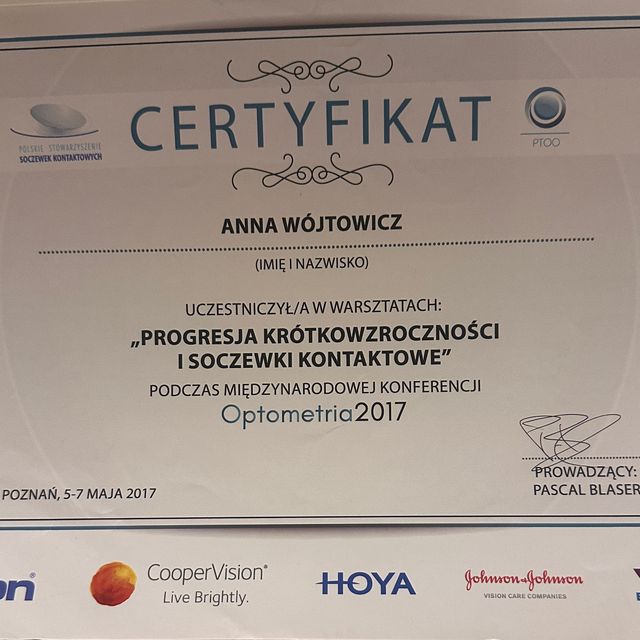 CERTYFIKAT
POLSKIE STOWARZYSZENIE
SOCZEWEK KONTAKTOWYCH
PTOO
ANNA WÓJTOWICZ
(IMIĘ I NAZWISKO)
UCZESTNICZYŁ/A W WARSZTATACH:
„PROGRESJA KRÓTKOWZROCZNOŚCI
I SOCZEWKI KONTAKTOWE”
PODCZAS MIĘDZYNARODOWEJ KONFERENCJI
Optometria2017
PROWADZĄCY:
PASCAL BLASER
POZNAŃ, 5-7 MAJA 2017
on®
CooperVision®
Live Brightly.
HOYA
Johnson & Johnson
VISION CARE COMPANIES